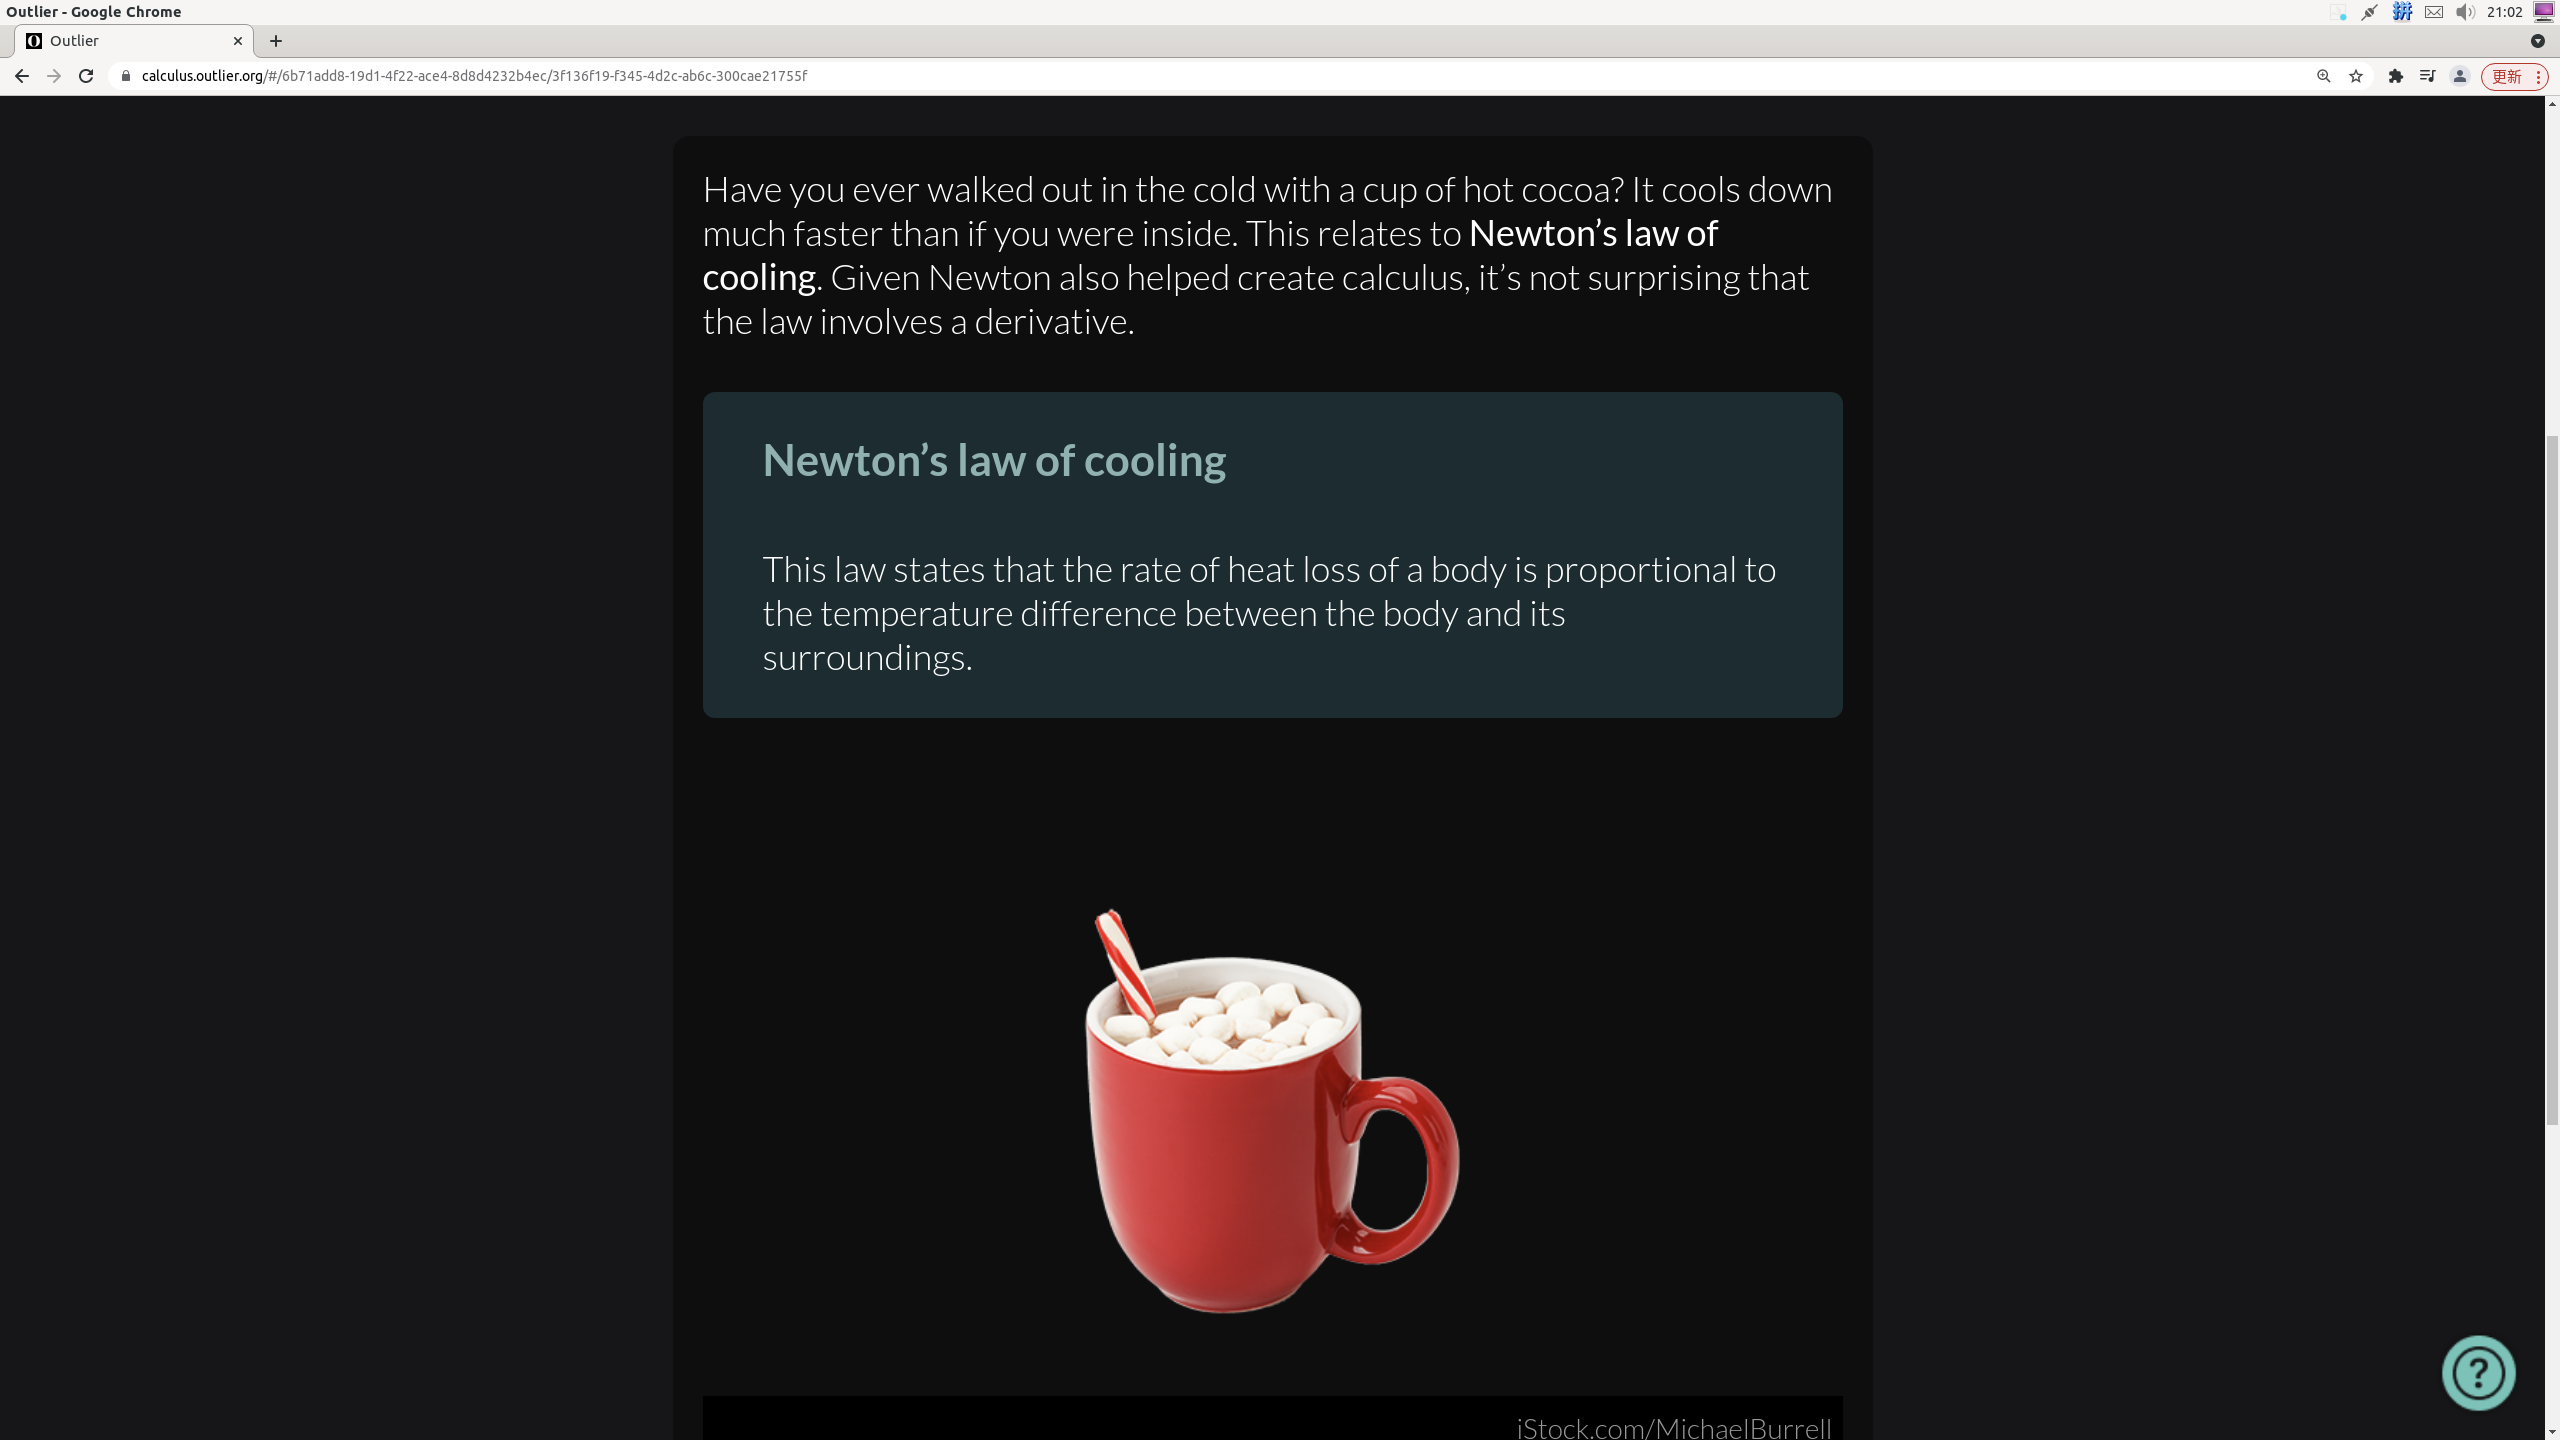 Outlier - Google Chrome
拼
21:02
Outlier
calculus.outlier.org/#/6b71add8-19d1-4f22-ace4-8d8d4232b4ec/3f136f19-f345-4d2c-ab6c-300cae21755f
更新
Have you ever walked out in the cold with a cup of hot cocoa? It cools down
much faster than if you were inside. This relates to Newton’s law of
cooling. Given Newton also helped create calculus, it’s not surprising that
the law involves a derivative.
Newton’s law of cooling
This law states that the rate of heat loss of a body is proportional to
the temperature difference between the body and its
surroundings.
iStock.com/MichaelBurrell